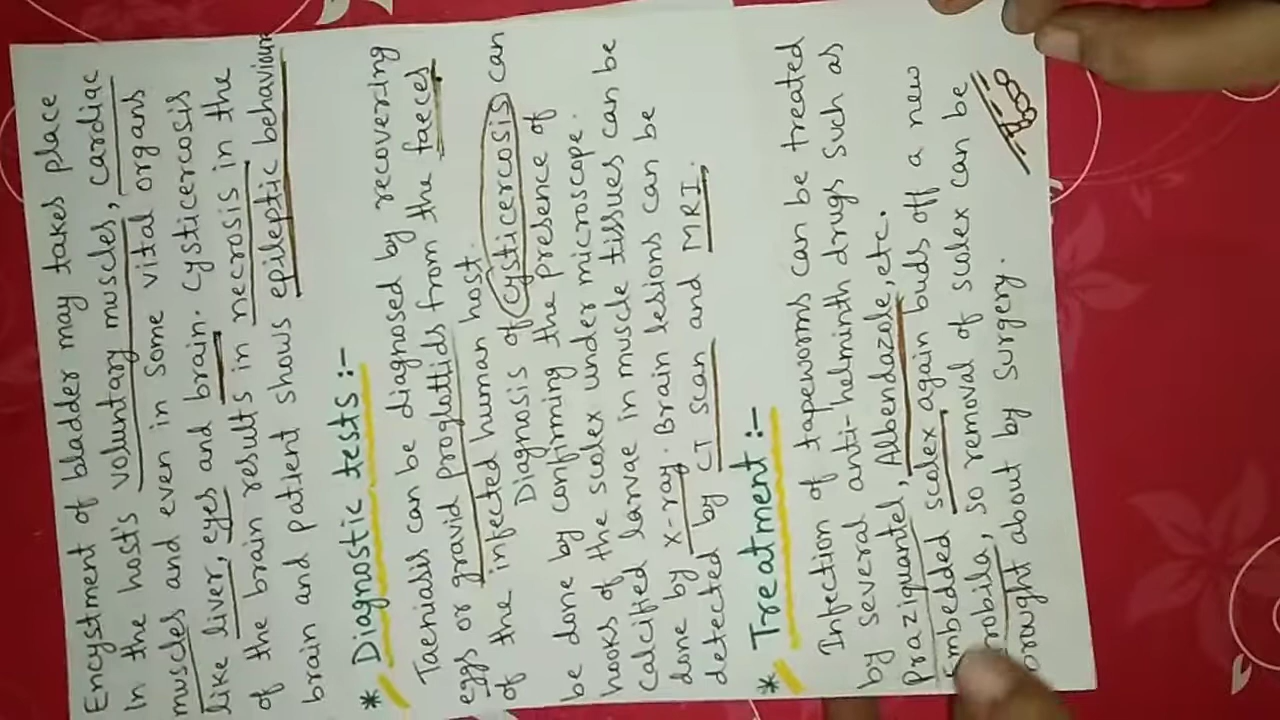 Encystment of bladder may takes place
In the host's voluntary muscles, cardiac
muscles and even in some vital organs
like liver, eyes and brain. Cysticercosis
of the brain results in necrosis in the
brain and patient shows epileptic behaviour
* Diagnostic tests :-
Taeniasis can be diagnosed by recovering
eggs or gravid proglottids from the faeces.
of the infected human host.
Diagnosis of cysticercosis can
be done by confirming the presence of
hooks of the scolex under microscope.
Calcified larvae in muscle tissues can be
done by X-ray. Brain lesions can be
detected by CT scan and MRI.
* Treatment :-
Infection of tapeworms can be treated
by several anti-helminth drugs such as
Praziquantel, Albendazole, etc.
Embedded scolex again buds off a new
robila, so removal of scolex can be
brought about by surgery.